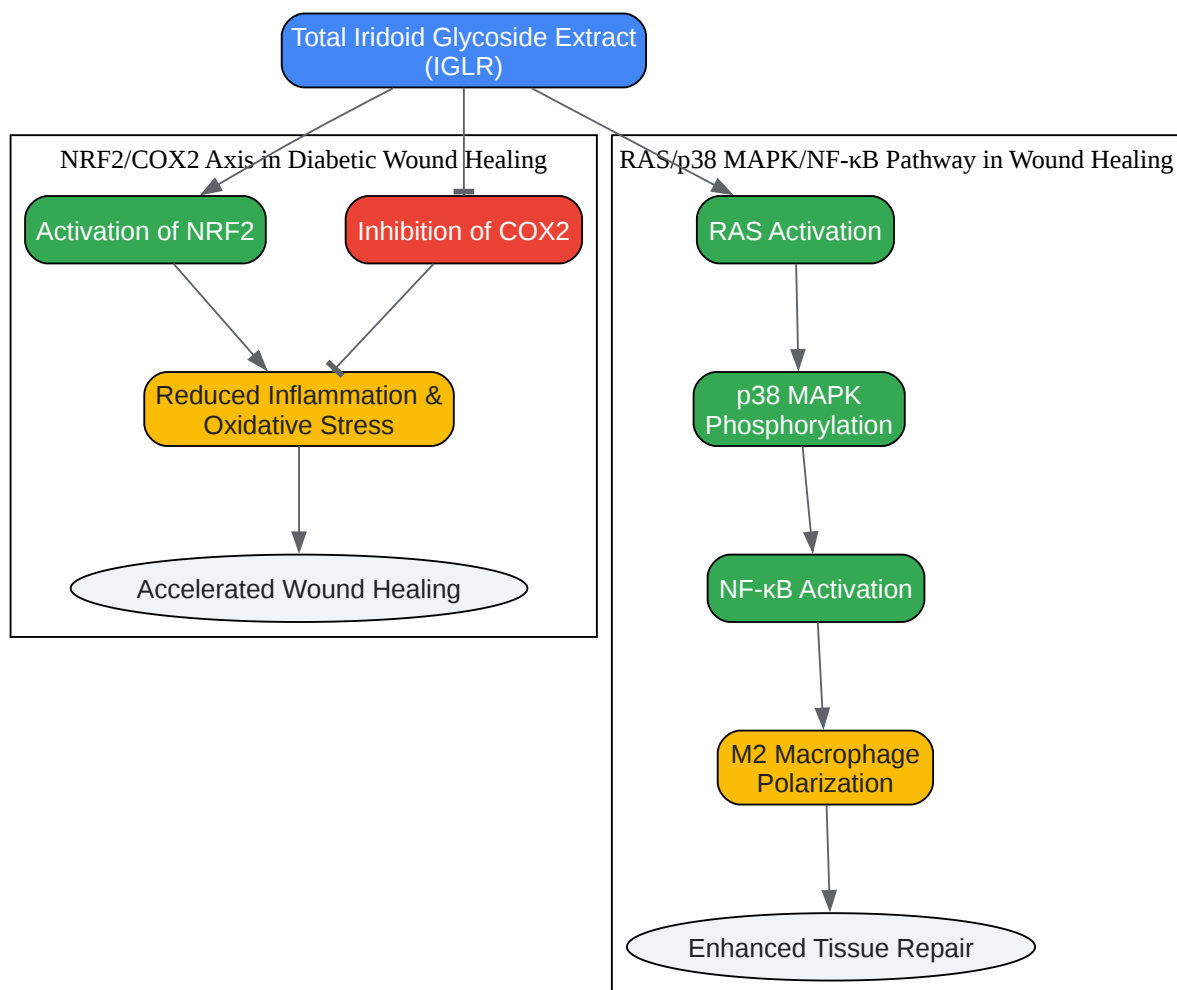 Total Iridoid Glycoside Extract
(IGLR)
NRF2/COX2 Axis in Diabetic Wound Healing
RAS/p38 MAPK/NF-κB Pathway in Wound Healing
Activation of NRF2
Inhibition of COX2
RAS Activation
Reduced Inflammation &
Oxidative Stress
p38 MAPK
Phosphorylation
Accelerated Wound Healing
NF-κB Activation
M2 Macrophage
Polarization
Enhanced Tissue Repair